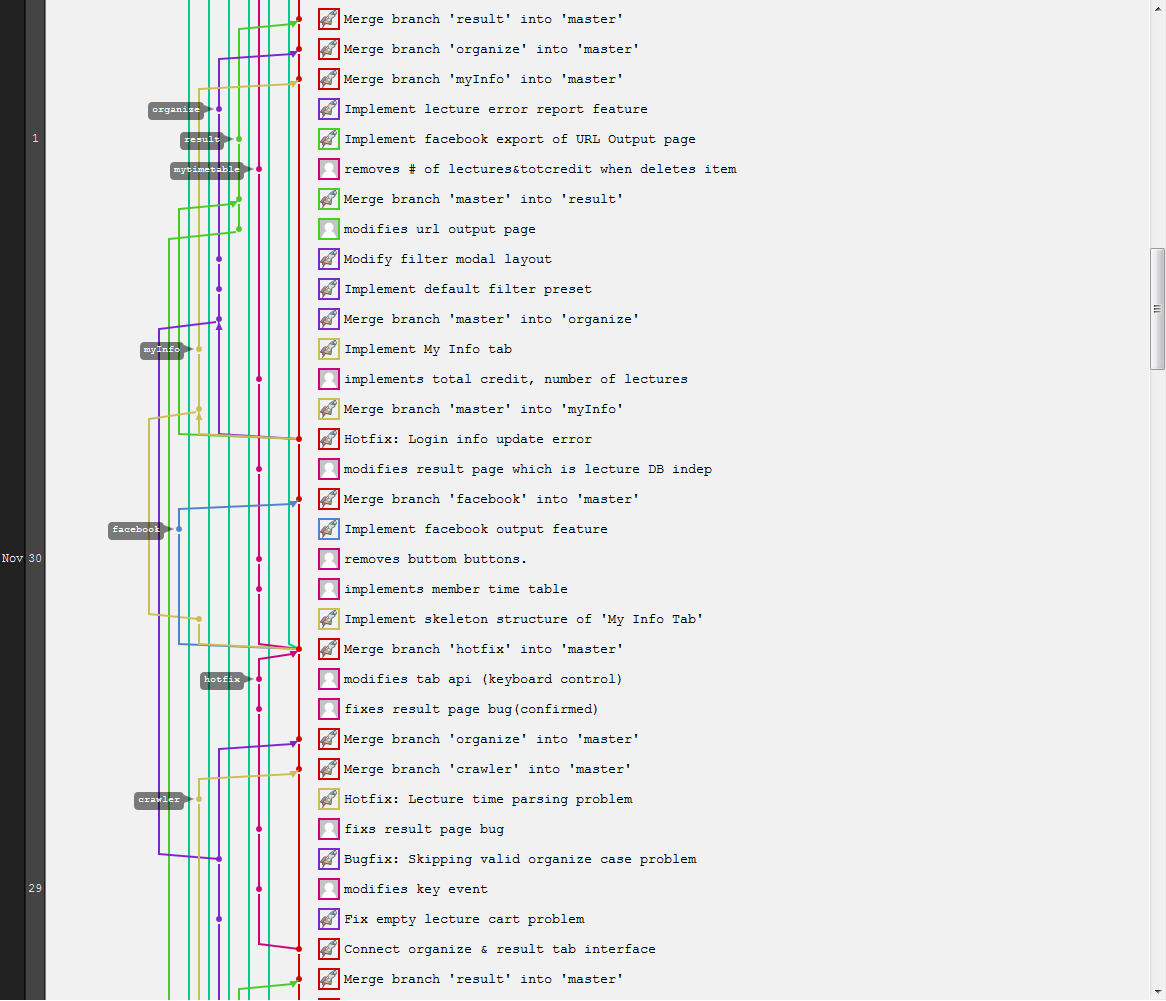 Merge branch 'result' into 'master'
Merge branch 'organize' into 'master'
Merge branch 'myInfo' into 'master'
organize Implement lecture error report feature
1 result Implement facebook export of URL Output page
mytimetable removes # of lectures&totcredit when deletes item
Merge branch 'master' into 'result'
modifies url output page
Modify filter modal layout
Implement default filter preset
Merge branch 'master' into 'organize'
myInfo Implement My Info tab
implements total credit, number of lectures
Merge branch 'master' into 'myInfo'
Hotfix: Login info update error
modifies result page which is lecture DB indep
Merge branch 'facebook' into 'master'
facebook Implement facebook output feature
Nov 30 removes buttom buttons.
implements member time table
Implement skeleton structure of 'My Info Tab'
Merge branch 'hotfix' into 'master'
hotfix modifies tab api (keyboard control)
fixes result page bug(confirmed)
Merge branch 'organize' into 'master'
Merge branch 'crawler' into 'master'
crawler Hotfix: Lecture time parsing problem
fixs result page bug
Bugfix: Skipping valid organize case problem
29 modifies key event
Fix empty lecture cart problem
Connect organize & result tab interface
Merge branch 'result' into 'master'